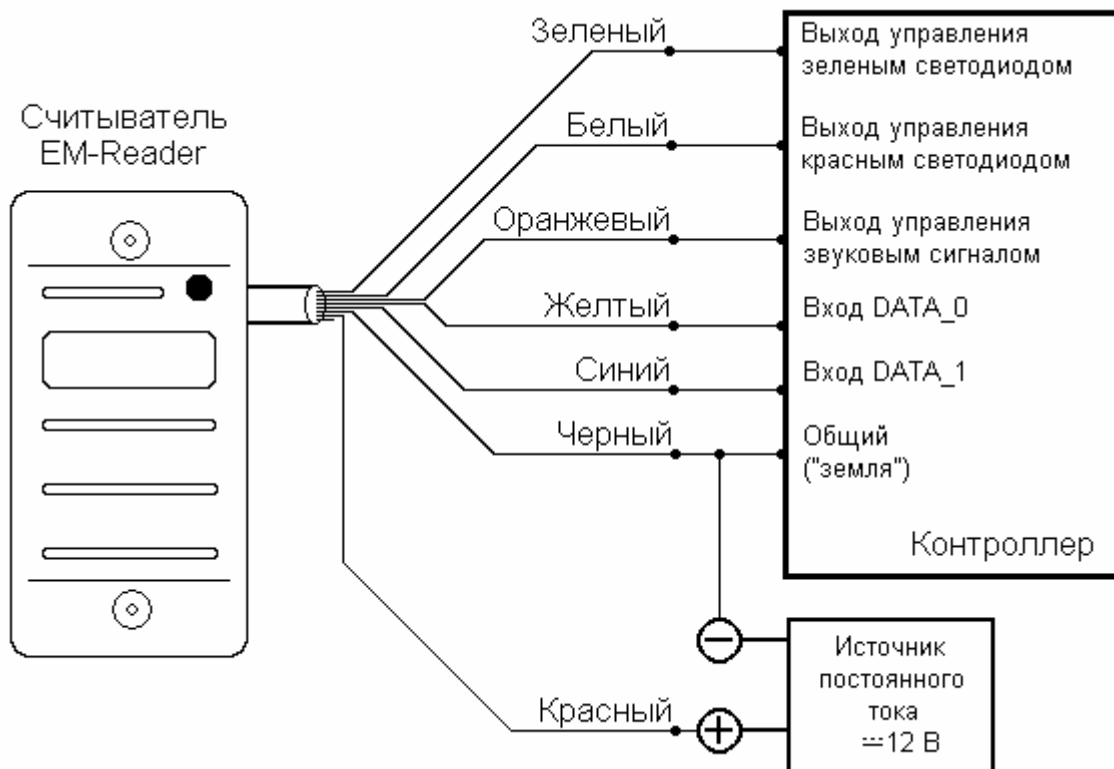 Зеленый
Выход управления
зеленым светодиодом
Считыватель
EM-Reader
Белый
Выход управления
красным светодиодом
Оранжевый
Выход управления
звуковым сигналом
Желтый
Вход DATA_0
Синий
Вход DATA_1
Черный
Общий
("земля")
Контроллер
Источник
постоянного
тока
⎓12 В
Красный